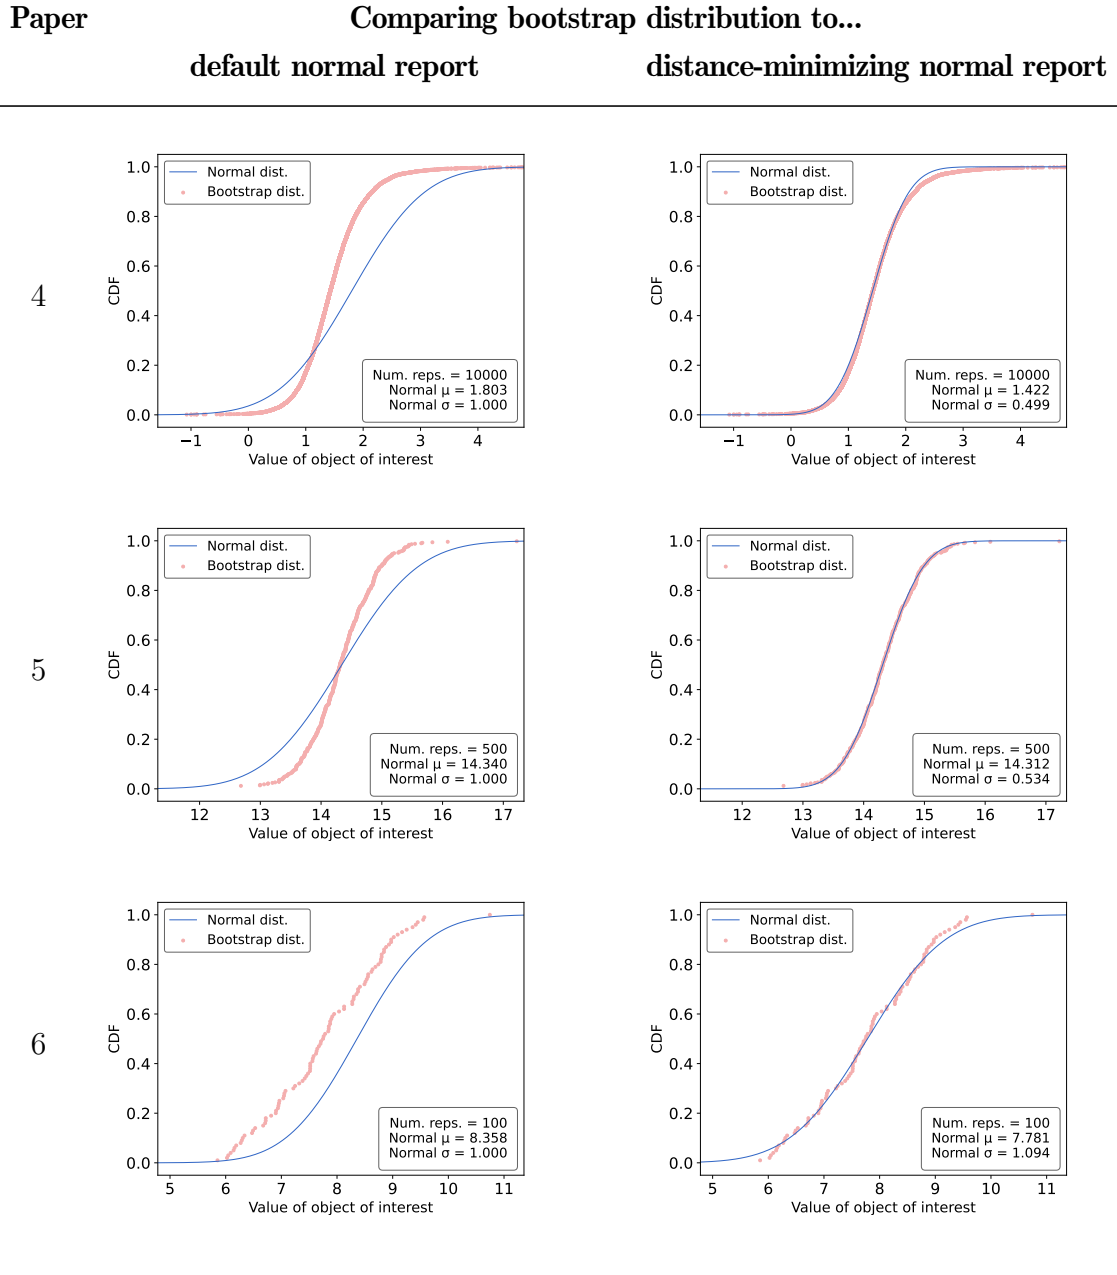 Paper
Comparing bootstrap distribution to...
default normal report
distance-minimizing normal report
4
CDF
1.0
0.8
0.6
0.4
0.2
0.0
Normal dist.
Bootstrap dist.
Num. reps. = 10000
Normal μ = 1.803
Normal σ = 1.000
−1 0 1 2 3 4
Value of object of interest
CDF
1.0
0.8
0.6
0.4
0.2
0.0
Normal dist.
Bootstrap dist.
Num. reps. = 10000
Normal μ = 1.422
Normal σ = 0.499
−1 0 1 2 3 4
Value of object of interest
5
CDF
1.0
0.8
0.6
0.4
0.2
0.0
Normal dist.
Bootstrap dist.
Num. reps. = 500
Normal μ = 14.340
Normal σ = 1.000
12 13 14 15 16 17
Value of object of interest
CDF
1.0
0.8
0.6
0.4
0.2
0.0
Normal dist.
Bootstrap dist.
Num. reps. = 500
Normal μ = 14.312
Normal σ = 0.534
12 13 14 15 16 17
Value of object of interest
6
CDF
1.0
0.8
0.6
0.4
0.2
0.0
Normal dist.
Bootstrap dist.
Num. reps. = 100
Normal μ = 8.358
Normal σ = 1.000
5 6 7 8 9 10 11
Value of object of interest
CDF
1.0
0.8
0.6
0.4
0.2
0.0
Normal dist.
Bootstrap dist.
Num. reps. = 100
Normal μ = 7.781
Normal σ = 1.094
5 6 7 8 9 10 11
Value of object of interest